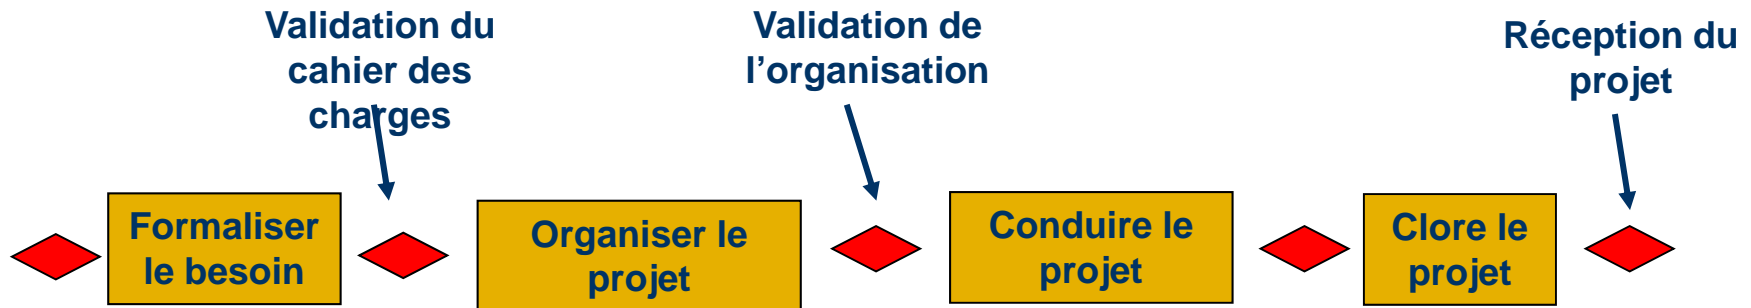 Validation du
cahier des
charges
Validation de
l’organisation
Réception du
projet
Formaliser
le besoin
Organiser le
projet
Conduire le
projet
Clore le
projet